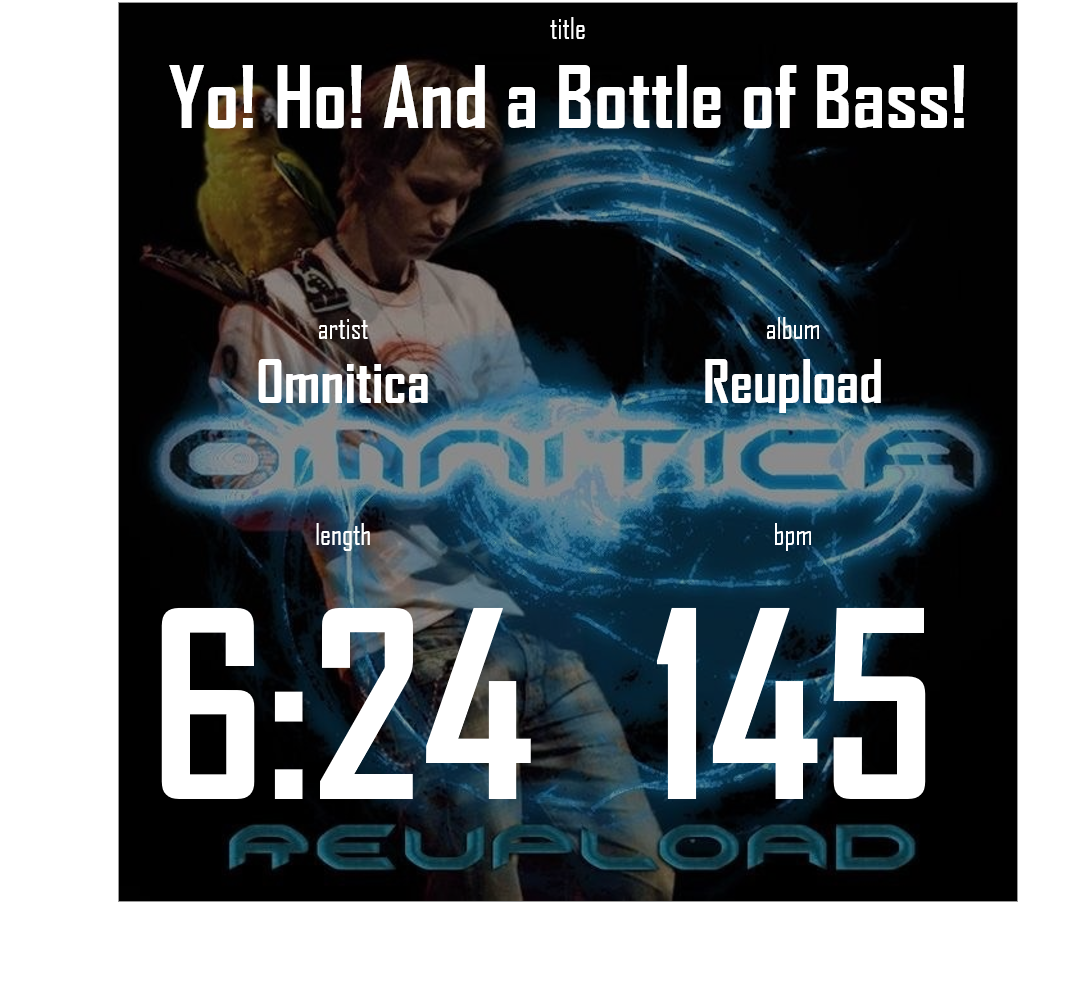 title
Yo! Ho! And a Bottle of Bass!
artist
album
Omnitica
Reupload
OMNITICA
length
bpm
6:24
145
REUPLOAD